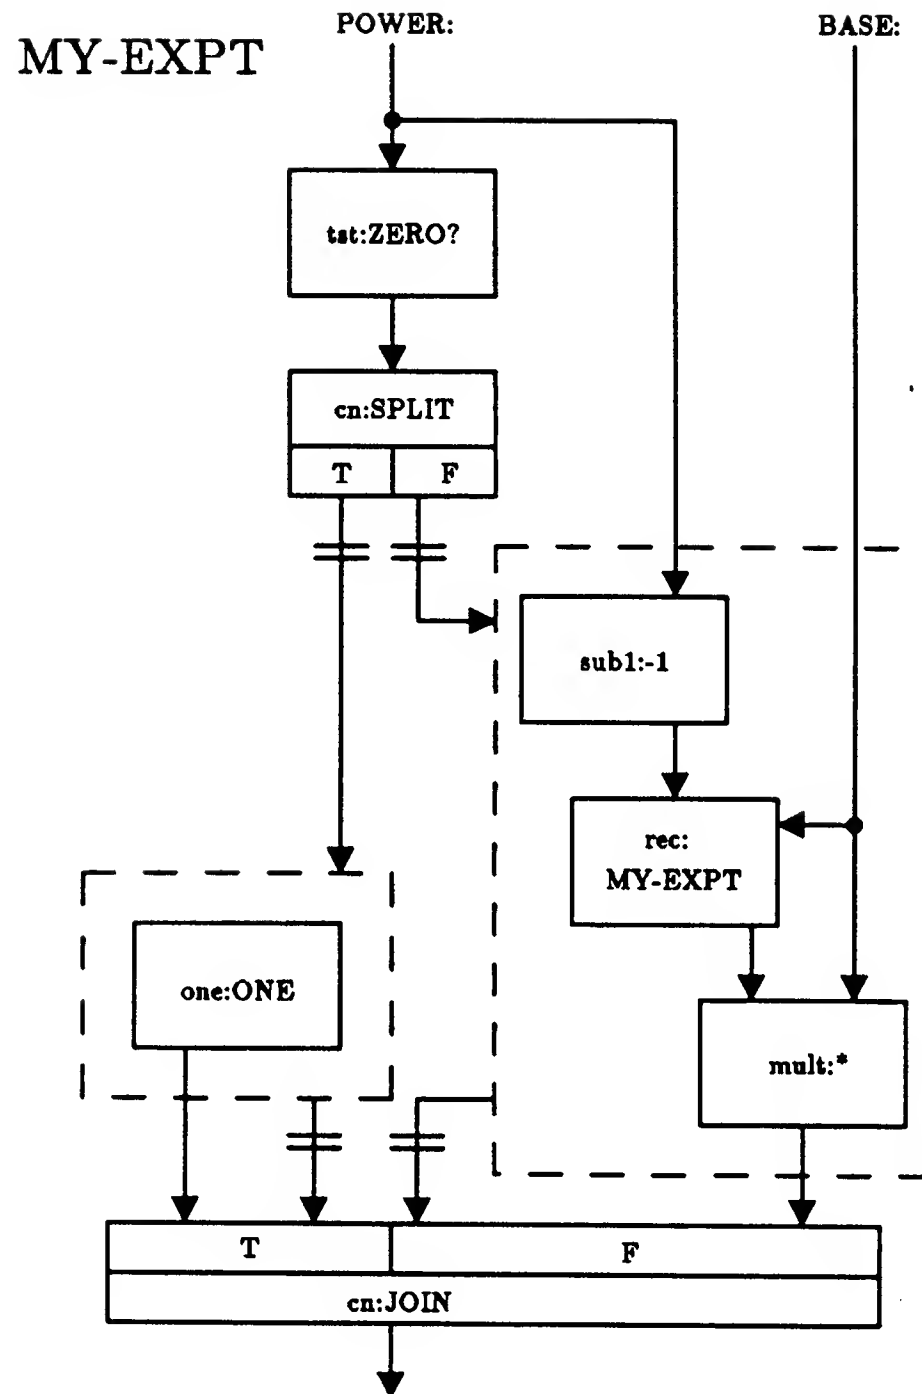 POWER:
BASE:
MY-EXPT
tst:ZERO?
cn:SPLIT
T
F
sub1:-1
rec:
MY-EXPT
one:ONE
mult:*
T
F
cn:JOIN